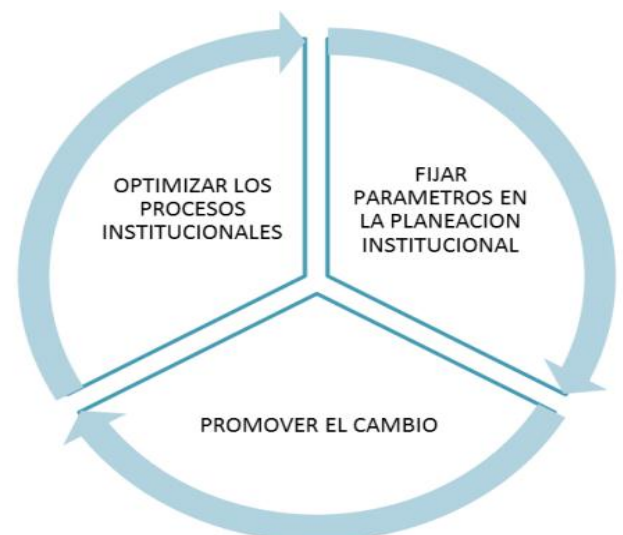 OPTIMIZAR LOS
PROCESOS
INSTITUCIONALES
FIJAR
PARAMETROS EN
LA PLANEACION
INSTITUCIONAL
PROMOVER EL CAMBIO